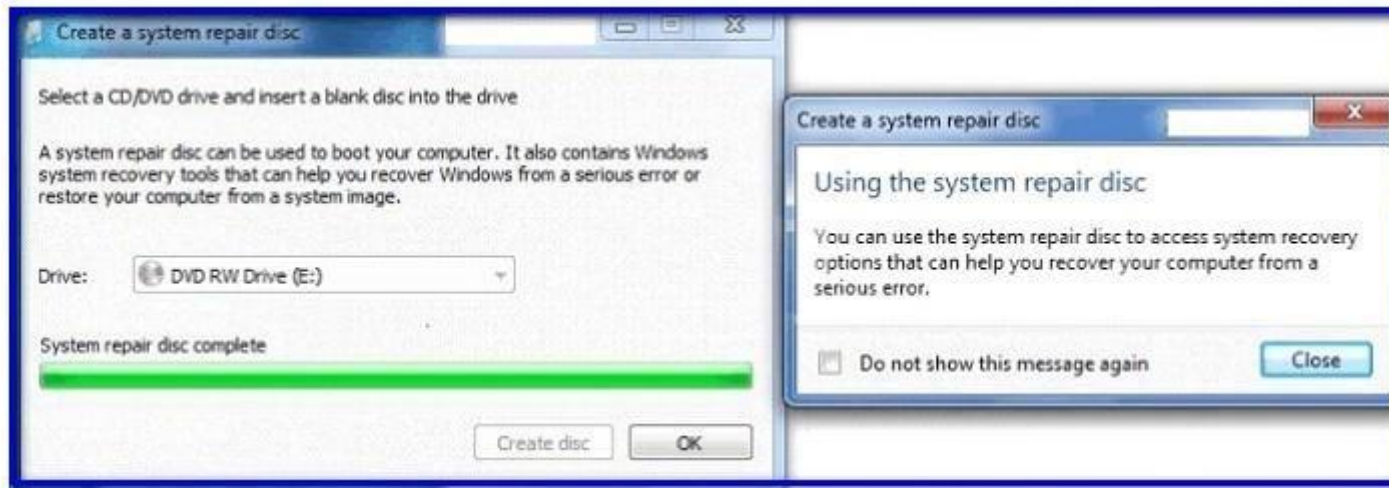 Create a system repair disc
Select a CD/DVD drive and insert a blank disc into the drive
A system repair disc can be used to boot your computer. It also contains Windows
system recovery tools that can help you recover Windows from a serious error or
restore your computer from a system image.
Drive:
DVD RW Drive (E:)
System repair disc complete
Create disc
OK
Create a system repair disc
Using the system repair disc
You can use the system repair disc to access system recovery
options that can help you recover your computer from a
serious error.
Do not show this message again
Close